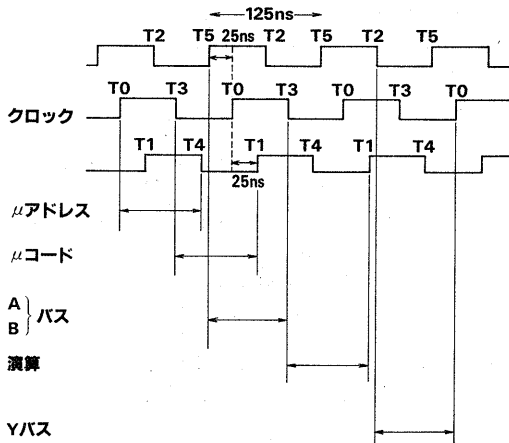 125ns
T2 T5 25ns T2 T5 T2 T5
T0 T3 T0 T3 T0 T3 T0
クロック
T1 T4 T1 T4 T1 T4
25ns
μアドレス
μコード
A
B } バス
演算
Yバス